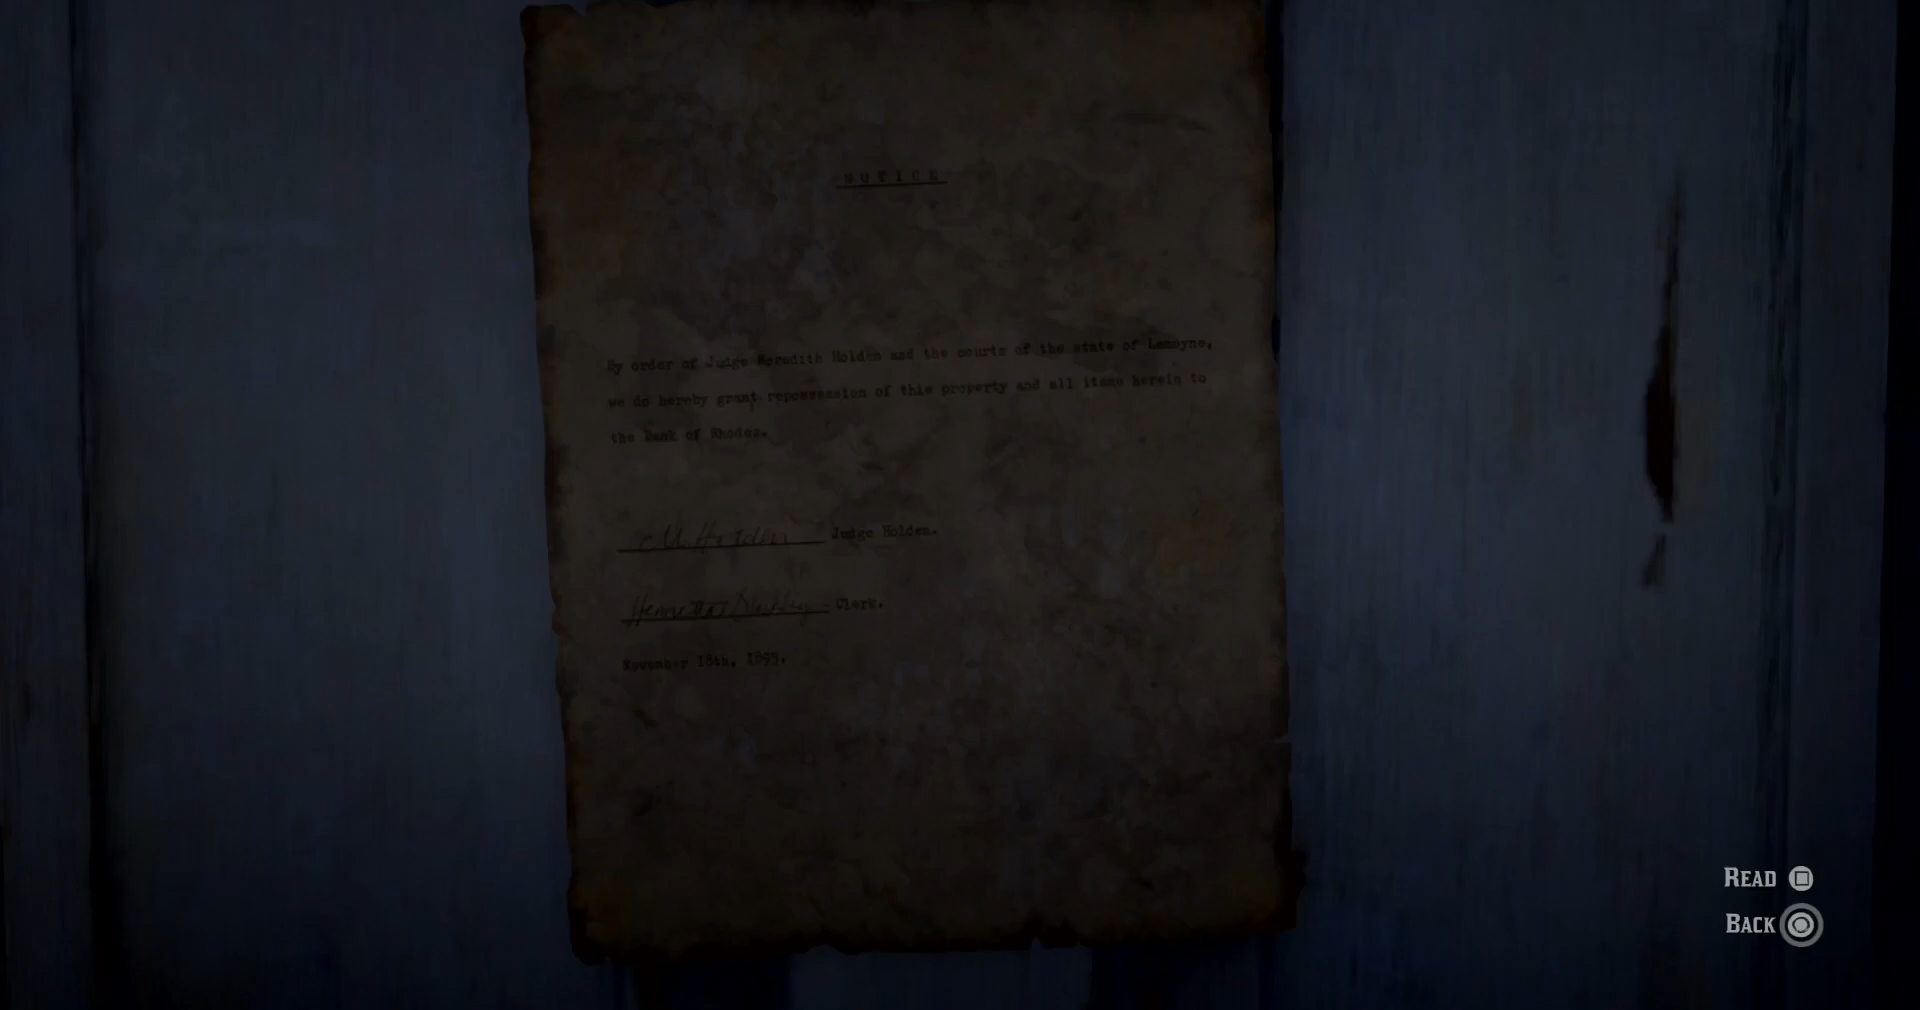 NOTICE
By order of Judge Meredith Holden and the courts of the state of Lemoyne,
we do hereby grant repossession of this property and all items herein to
the Bank of Rhodes.
Judge Holden.
Henrietta Clerk.
November 18th, 1895.
READ
BACK